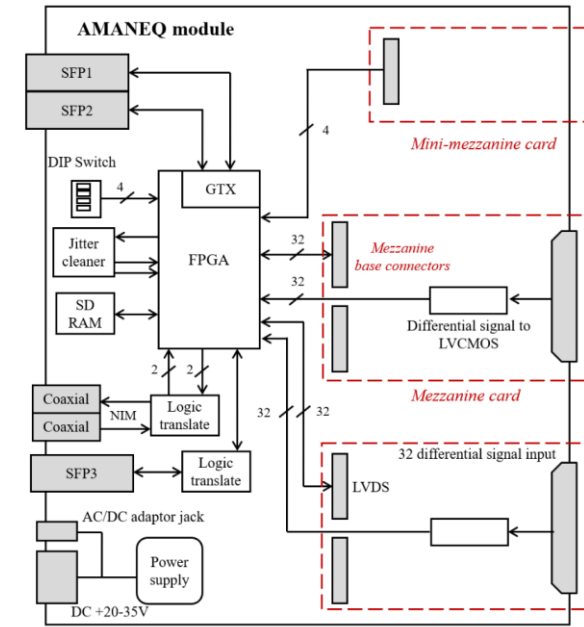 AMANEQ module
SFP1
SFP2
DIP Switch
4
GTX
4
Mini-mezzanine card
Jitter
cleaner
FPGA
32
Mezzanine
base connectors
32
SD
RAM
Differential signal to
LVCMOS
2
2
Coaxial
Coaxial
NIM
Logic
translate
Mezzanine card
32
32
SFP3
Logic
translate
32 differential signal input
LVDS
AC/DC adaptor jack
Power
supply
DC +20-35V